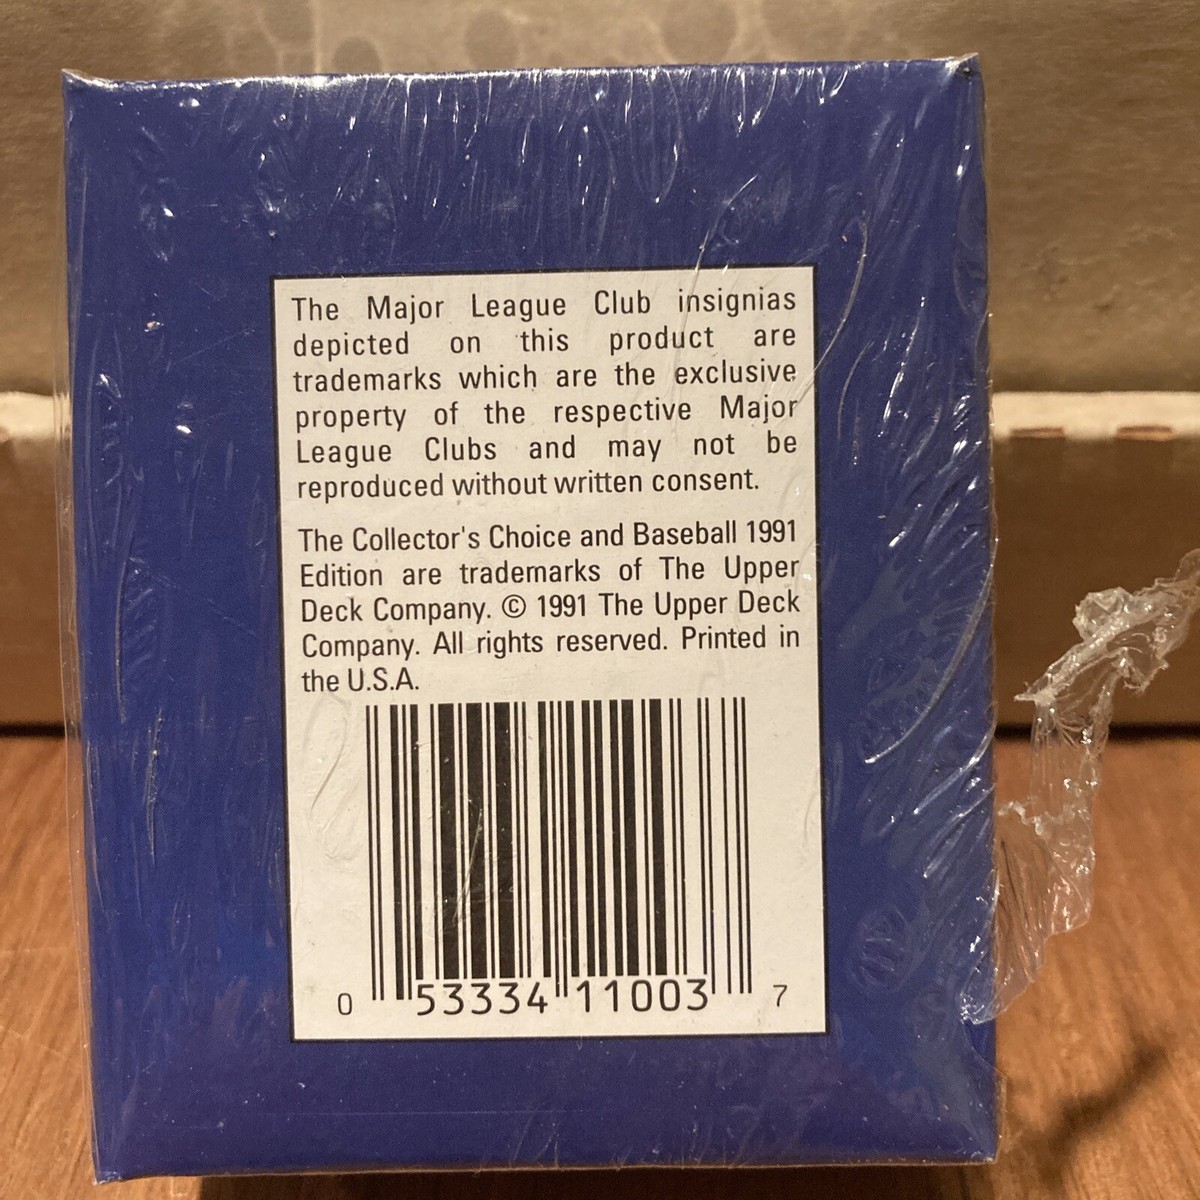 The Major League Club insignias
depicted on this product are
trademarks which are the exclusive
property of the respective Major
League Clubs and may not be
reproduced without written consent.
The Collector's Choice and Baseball 1991
Edition are trademarks of The Upper
Deck Company. © 1991 The Upper Deck
Company. All rights reserved. Printed in
the U.S.A.
0 53334 11003 7